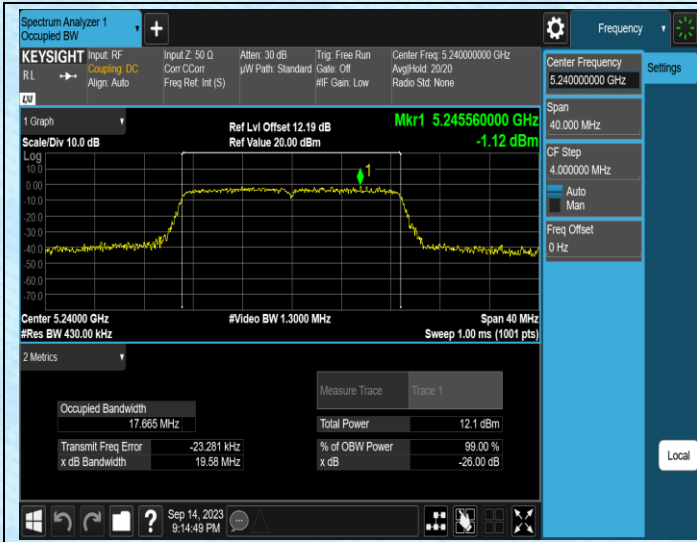 Spectrum Analyzer 1
Occupied BW
Frequency
KEYSIGHT
RL
LXI
Input: RF
Coupling: DC
Align: Auto
Input Z: 50 Ω
Corr CCorr
Freq Ref: Int (S)
Atten: 30 dB
µW Path: Standard
Trig: Free Run
Gate: Off
#IF Gain: Low
Center Freq: 5.240000000 GHz
Avg|Hold: 20/20
Radio Std: None
Center Frequency
5.240000000 GHz
Settings
Span
40.000 MHz
CF Step
4.000000 MHz
Auto
Man
Freq Offset
0 Hz
1 Graph
Scale/Div 10.0 dB
Ref Lvl Offset 12.19 dB
Ref Value 20.00 dBm
Mkr1 5.245560000 GHz
-1.12 dBm
Log
1
10.0
0.00
-10.0
-20.0
-30.0
-40.0
-50.0
-60.0
-70.0
Center 5.24000 GHz
#Video BW 1.3000 MHz
Span 40 MHz
#Res BW 430.00 kHz
Sweep 1.00 ms (1001 pts)
2 Metrics
Measure Trace
Trace 1
Occupied Bandwidth
17.665 MHz
Total Power
12.1 dBm
Transmit Freq Error
-23.281 kHz
% of OBW Power
99.00 %
x dB Bandwidth
19.58 MHz
x dB
-26.00 dB
Local
Sep 14, 2023
9:14:49 PM